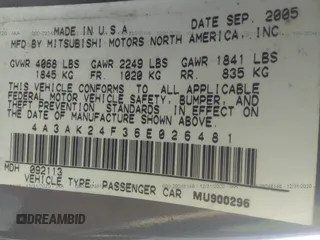 MADE IN U.S.A. DATE SEP. 2005
MFD BY MITSUBISHI MOTORS NORTH AMERICA, INC
GVWR 4068 LBS GAWR 2249 LBS GAWR 1841 LBS
1845 KG FR. 1020 KG RR. 835 KG
THIS VEHICLE CONFORMS TO ALL APPLICABLE
FEDERAL MOTOR VEHICLE SAFETY, BUMPER, AND
THEFT PREVENTION STANDARDS IN EFFECT ON
THE DATE OF MANUFACTURE SHOWN ABOVE.
4A3AK24F36E026481
MDH 092113
VEHICLE TYPE: PASSENGER CAR MU900296
DREAMBID